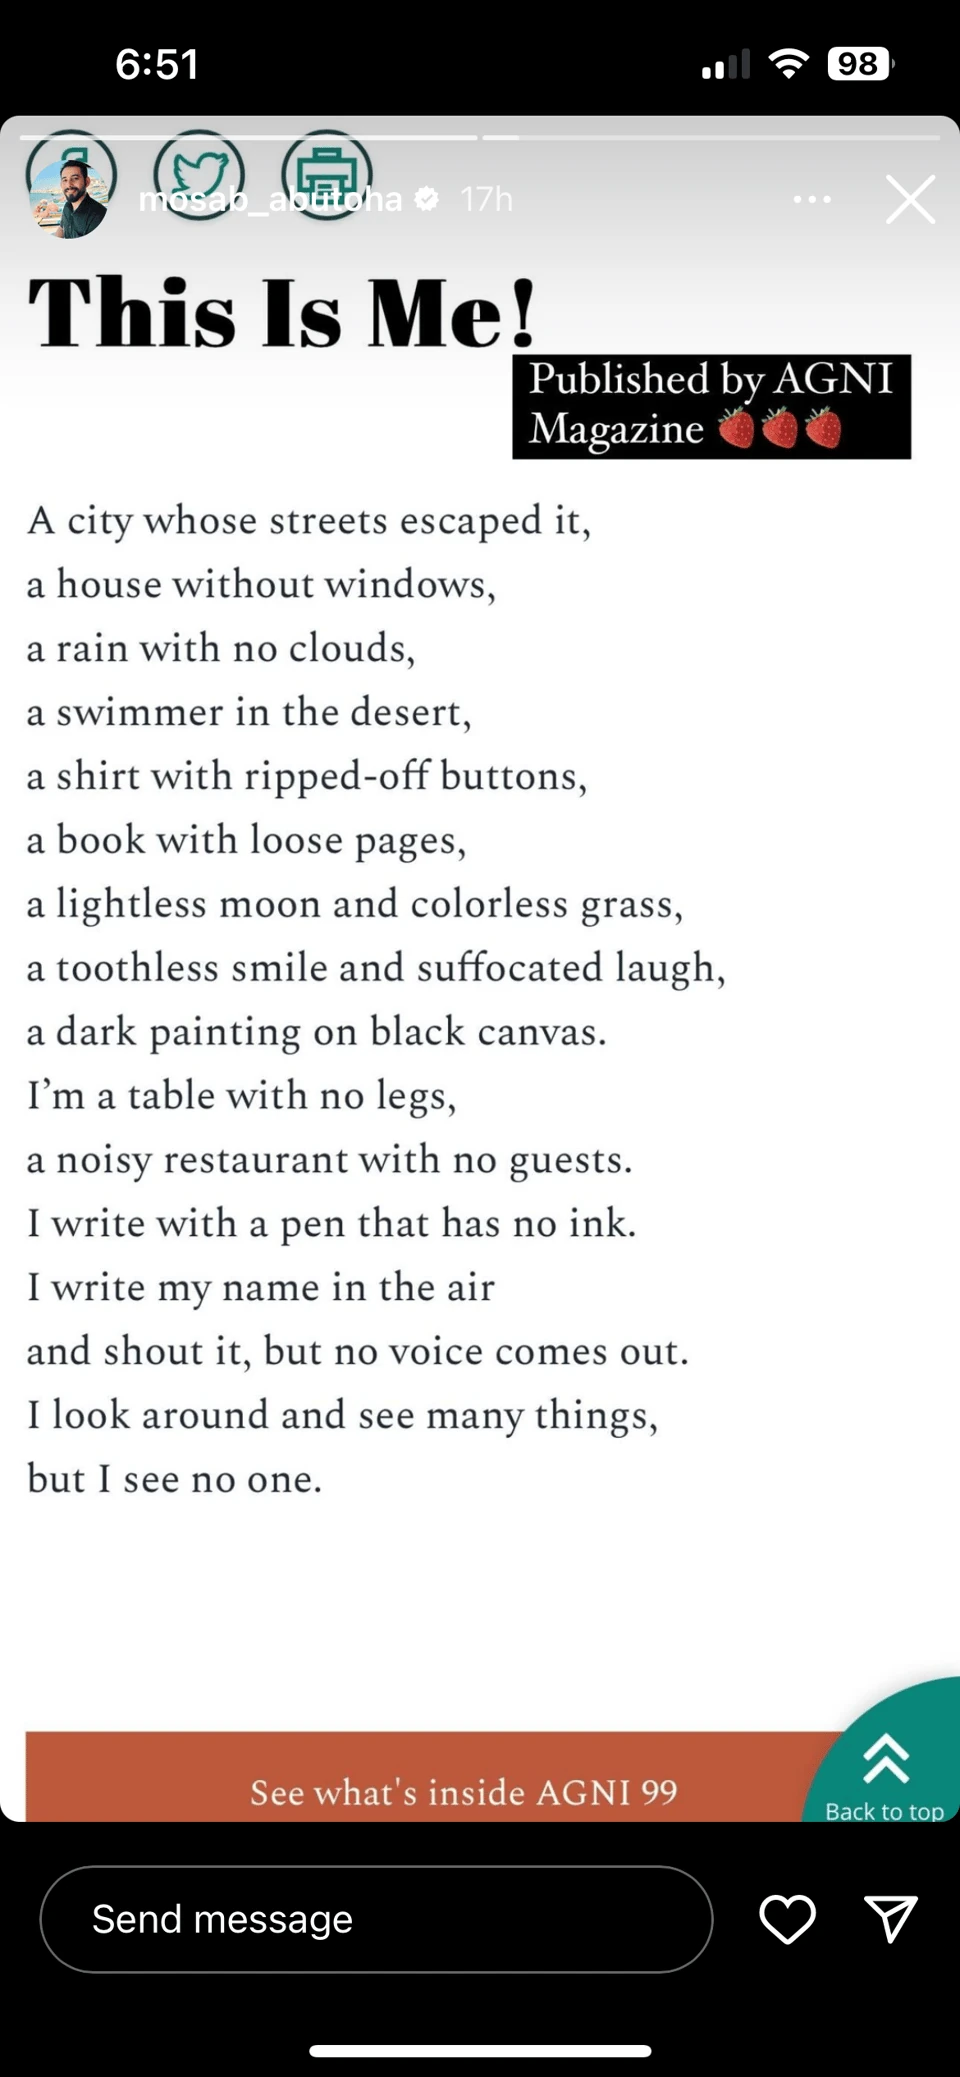 6:51
98
mosab_abutoha 17h
This Is Me!
Published by AGNI
Magazine 🍓🍓🍓
A city whose streets escaped it,
a house without windows,
a rain with no clouds,
a swimmer in the desert,
a shirt with ripped-off buttons,
a book with loose pages,
a lightless moon and colorless grass,
a toothless smile and suffocated laugh,
a dark painting on black canvas.
I’m a table with no legs,
a noisy restaurant with no guests.
I write with a pen that has no ink.
I write my name in the air
and shout it, but no voice comes out.
I look around and see many things,
but I see no one.
See what's inside AGNI 99
Back to top
Send message